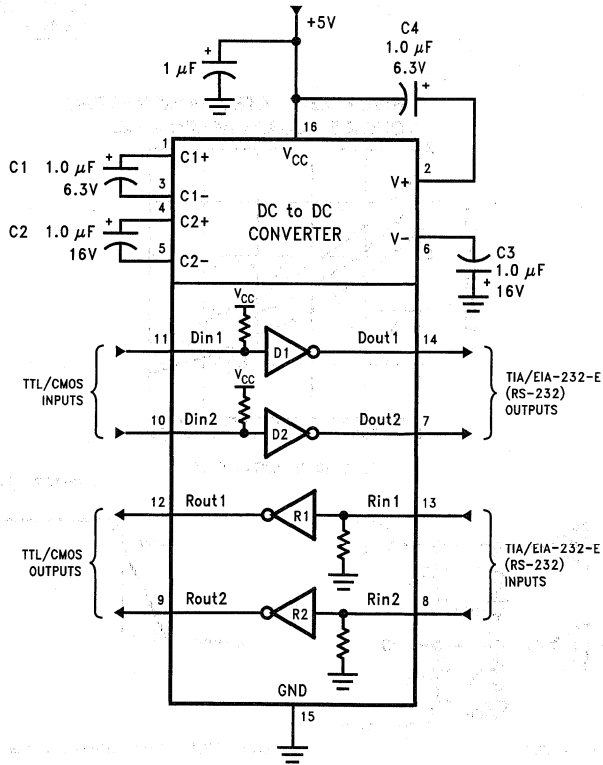 +5V
C4
1.0 µF
6.3V
+
1 µF
+
16
VCC
1
C1+
C1 1.0 µF
6.3V
+
3
C1-
4
C2+
C2 1.0 µF
16V
+
5
C2-
DC to DC
CONVERTER
2
V+
V-
6
C3
1.0 µF
+
16V
VCC
11
Din1
D1
Dout1
14
TTL/CMOS
INPUTS
VCC
10
Din2
D2
Dout2
7
TIA/EIA-232-E
(RS-232)
OUTPUTS
12
Rout1
R1
Rin1
13
TTL/CMOS
OUTPUTS
9
Rout2
R2
Rin2
8
TIA/EIA-232-E
(RS-232)
INPUTS
GND
15